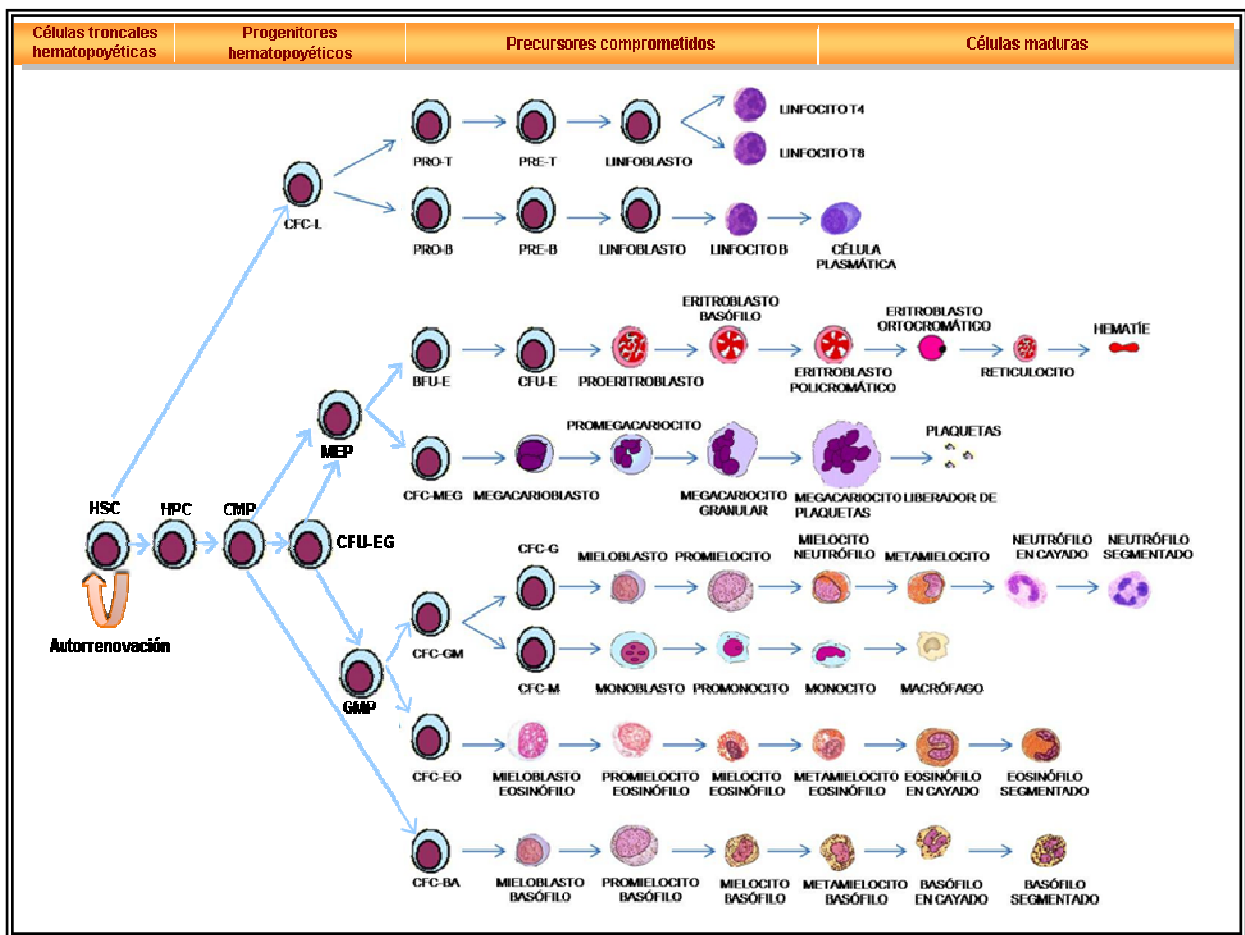 Células troncales
hematopoyéticas
Progenitores
hematopoyéticos
Precursores comprometidos
Células maduras
LINFOCITO T4
PRO-T
PRE-T
LINFOBLASTO
LINFOCITO T8
CFC-L
PRO-B
PRE-B
LINFOBLASTO
LINFOCITO B
CÉLULA
PLASMÁTICA
BFU-E
CFU-E
PROERITROBLASTO
ERITROBLASTO
BASÓFILO
ERITROBLASTO
POLICROMÁTICO
ERITROBLASTO
ORTOCROMÁTICO
RETICULOCITO
HEMATÍE
MEP
CFC-MEG
MEGACARIOBLASTO
PROMEGACARIOCITO
MEGACARIOCITO
GRANULAR
MEGACARIOCITO LIBERADOR DE
PLAQUETAS
PLAQUETAS
HSC
HPC
CMP
CFU-EG
Autorrenovación
GMP
CFC-GM
CFC-G
MIELOBLASTO
PROMIELOCITO
MIELOCITO
NEUTRÓFILO
METAMIELOCITO
NEUTRÓFILO
EN CAYADO
NEUTRÓFILO
SEGMENTADO
CFC-M
MONOBLASTO
PROMONOCITO
MONOCITO
MACRÓFAGO
CFC-EO
MIELOBLASTO
EOSINÓFILO
PROMIELOCITO
EOSINÓFILO
MIELOCITO
EOSINÓFILO
METAMIELOCITO
EOSINÓFILO
EOSINÓFILO
EN CAYADO
EOSINÓFILO
SEGMENTADO
CFC-BA
MIELOBLASTO
BASÓFILO
PROMIELOCITO
BASÓFILO
MIELOCITO
BASÓFILO
METAMIELOCITO
BASÓFILO
BASÓFILO
EN CAYADO
BASÓFILO
SEGMENTADO